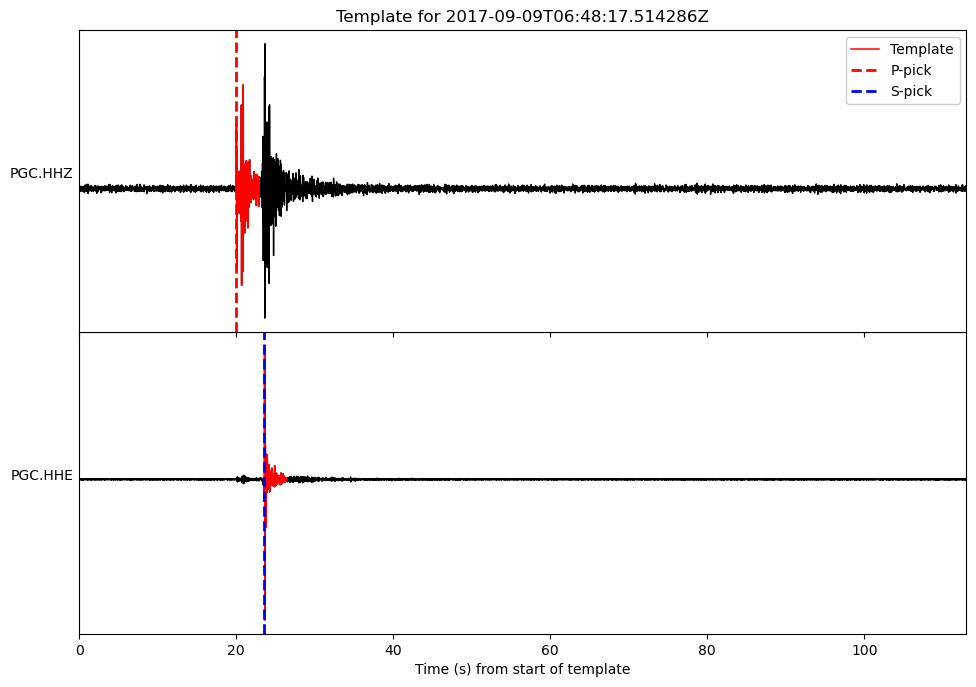 Template for 2017-09-09T06:48:17.514286Z
Template
P-pick
S-pick
PGC.HHZ
PGC.HHE
0 20 40 60 80 100
Time (s) from start of template